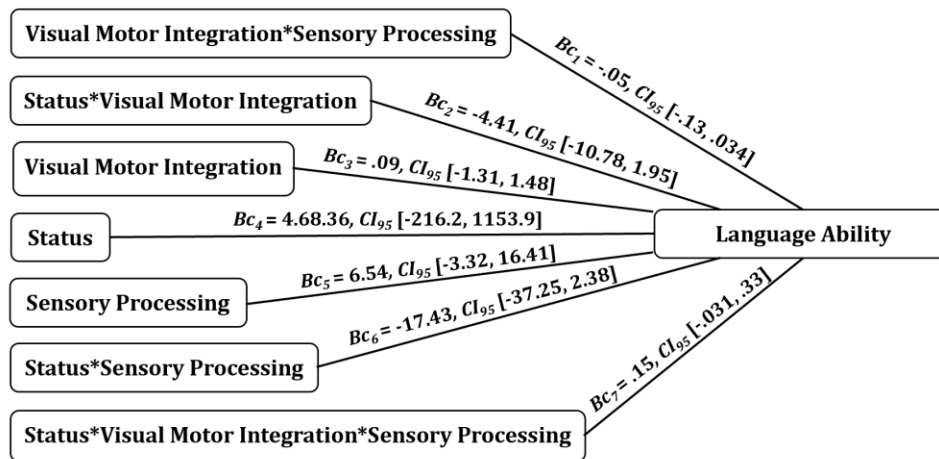 Visual Motor Integration*Sensory Processing
Bc1 = -.05, CI95 [-.13, .034]
Status*Visual Motor Integration
Bc2 = -4.41, CI95 [-10.78, 1.95]
Visual Motor Integration
Bc3 = .09, CI95 [-1.31, 1.48]
Status
Bc4 = 4.68.36, CI95 [-216.2, 1153.9]
Language Ability
Sensory Processing
Bc5 = 6.54, CI95 [-3.32, 16.41]
Status*Sensory Processing
Bc6 = -17.43, CI95 [-37.25, 2.38]
Status*Visual Motor Integration*Sensory Processing
Bc7 = .15, CI95 [-.031, .33]